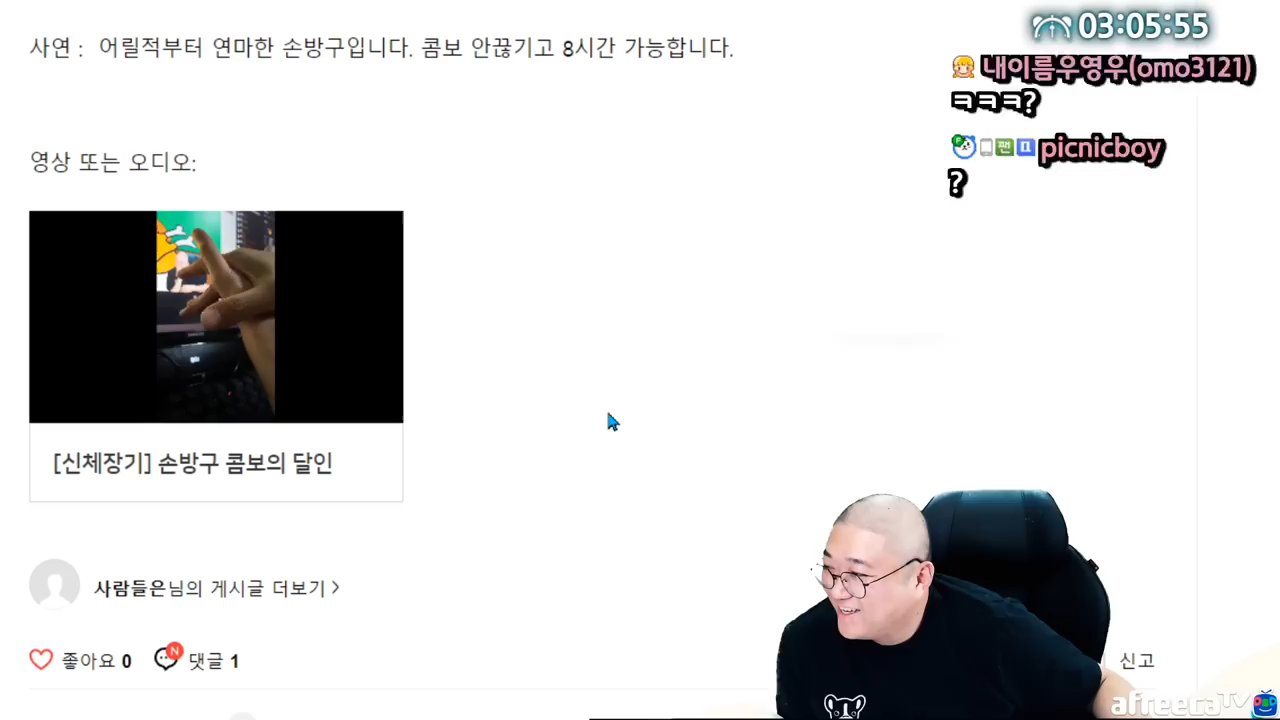 사연 : 어릴적부터 연마한 손방구입니다. 콤보 안끊기고 8시간 가능합니다.
03:05:55
내이름우영우(omo3121)
ㅋㅋㅋ?
F 팬 picnicboy
?
영상 또는 오디오:
[신체장기] 손방구 콤보의 달인
사람들은님의 게시글 더보기 >
좋아요 0 N 댓글 1
신고
afreecaTV